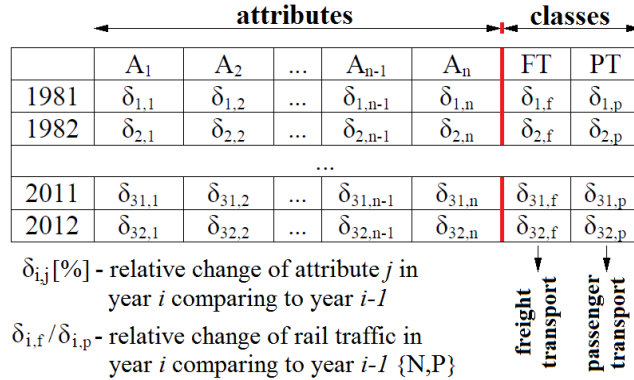 attributes classes
A1 A2 ... An-1 An FT PT
1981 δ1,1 δ1,2 ... δ1,n-1 δ1,n δ1,f δ1,p
1982 δ2,1 δ2,2 ... δ2,n-1 δ2,n δ2,f δ2,p
...
2011 δ31,1 δ31,2 ... δ31,n-1 δ31,n δ31,f δ31,p
2012 δ32,1 δ32,2 ... δ32,n-1 δ32,n δ32,f δ32,p
δi,j[%] - relative change of attribute j in
year i comparing to year i-1
δi,f/δi,p - relative change of rail traffic in
year i comparing to year i-1 {N,P}
freight
transport
passenger
transport